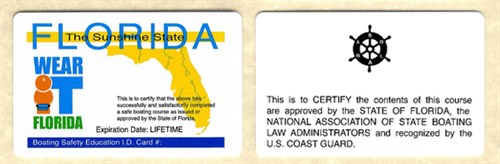 FLORIDA
The Sunshine State
WEAR
IT
FLORIDA
This is to certify that the above has
successfully and satisfactorily completed
a safe boating course as issued or
approved by the State of Florida.
Expiration Date: LIFETIME
Boating Safety Education I.D. Card #:
This is to CERTIFY the contents of this course
are approved by the STATE OF FLORIDA, the
NATIONAL ASSOCIATION OF STATE BOATING
LAW ADMINISTRATORS and recognized by the
U.S. COAST GUARD.